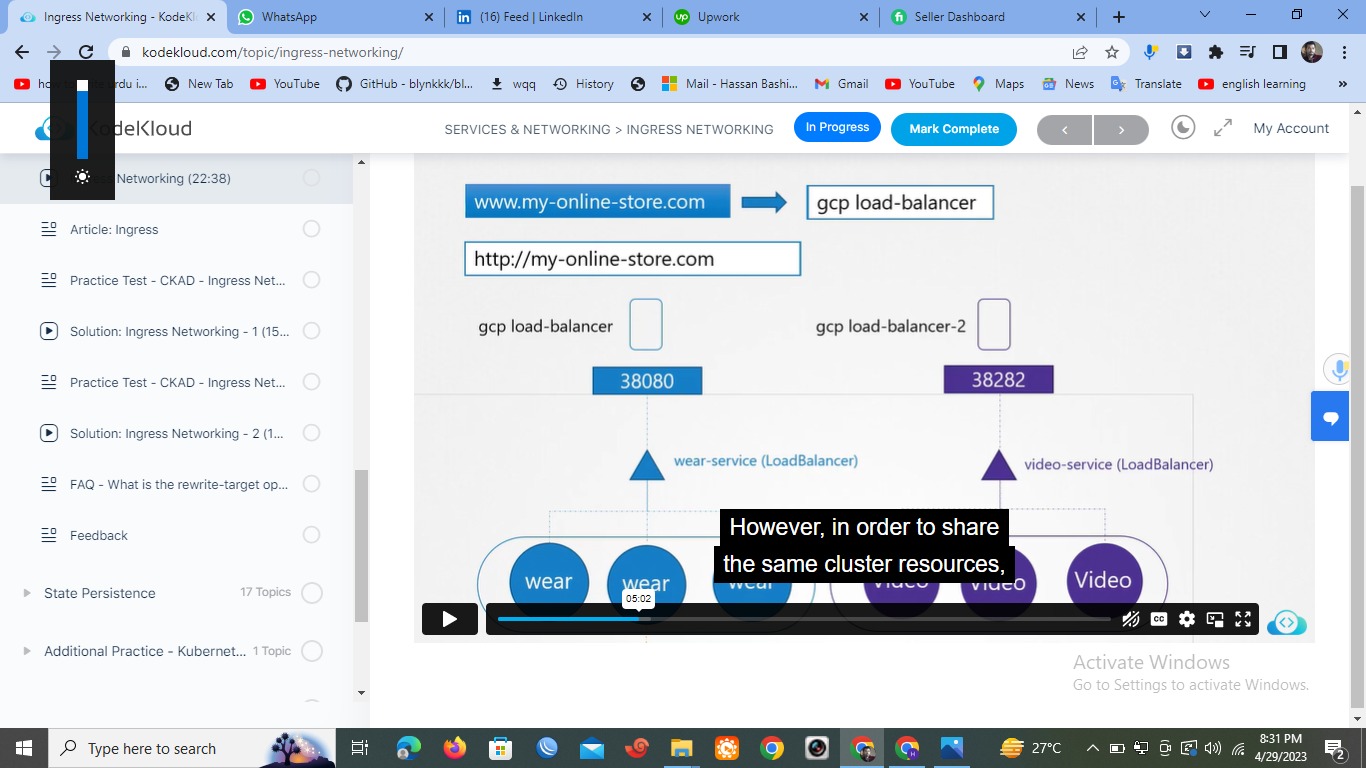 Ingress Networking - KodeKl
WhatsApp
(16) Feed | LinkedIn
Upwork
Seller Dashboard
kodekloud.com/topic/ingress-networking/
urdu i...
New Tab
YouTube
GitHub - blynkkk/bl...
wqq
History
Mail - Hassan Bashi...
Gmail
YouTube
Maps
News
Translate
english learning
KodeKloud
SERVICES & NETWORKING > INGRESS NETWORKING
In Progress
Mark Complete
My Account
Networking (22:38)
Article: Ingress
Practice Test - CKAD - Ingress Net...
Solution: Ingress Networking - 1 (15...
Practice Test - CKAD - Ingress Net...
Solution: Ingress Networking - 2 (1...
FAQ - What is the rewrite-target op...
Feedback
State Persistence
17 Topics
Additional Practice - Kubernet...
1 Topic
www.my-online-store.com
gcp load-balancer
http://my-online-store.com
gcp load-balancer
gcp load-balancer-2
38080
38282
wear-service (LoadBalancer)
video-service (LoadBalancer)
However, in order to share
the same cluster resources,
wear
wear
wear
Video
Video
Video
05:02
CC
Activate Windows
Go to Settings to activate Windows.
Type here to search
27°C
8:31 PM
4/29/2023
2